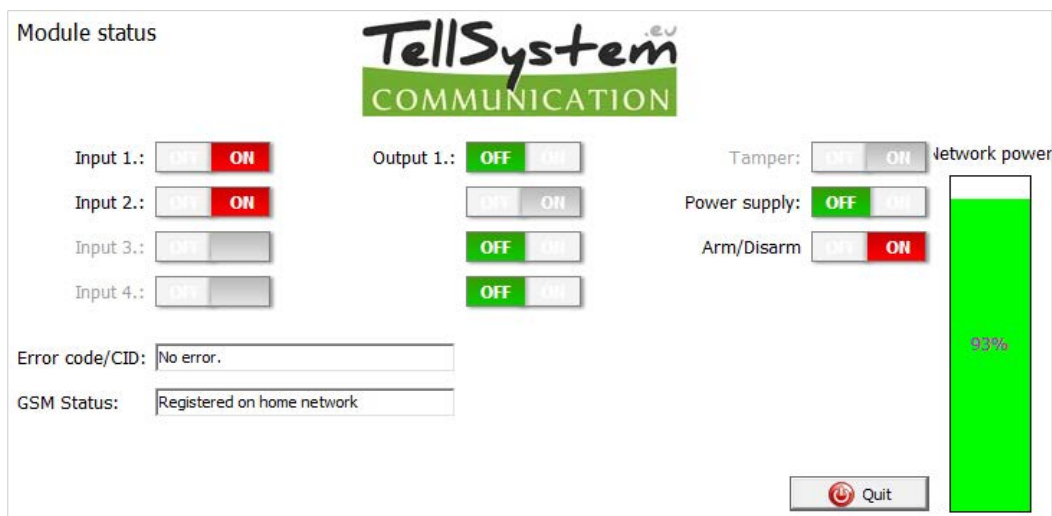 Module status
TellSystem.eu
COMMUNICATION
Input 1.: OFF ON Output 1.: OFF ON Tamper: OFF ON Network power
Input 2.: OFF ON OFF ON Power supply: OFF ON
Input 3.: OFF OFF ON Arm/Disarm OFF ON
Input 4.: OFF OFF ON
93%
Error code/CID: No error.
GSM Status: Registered on home network
Quit